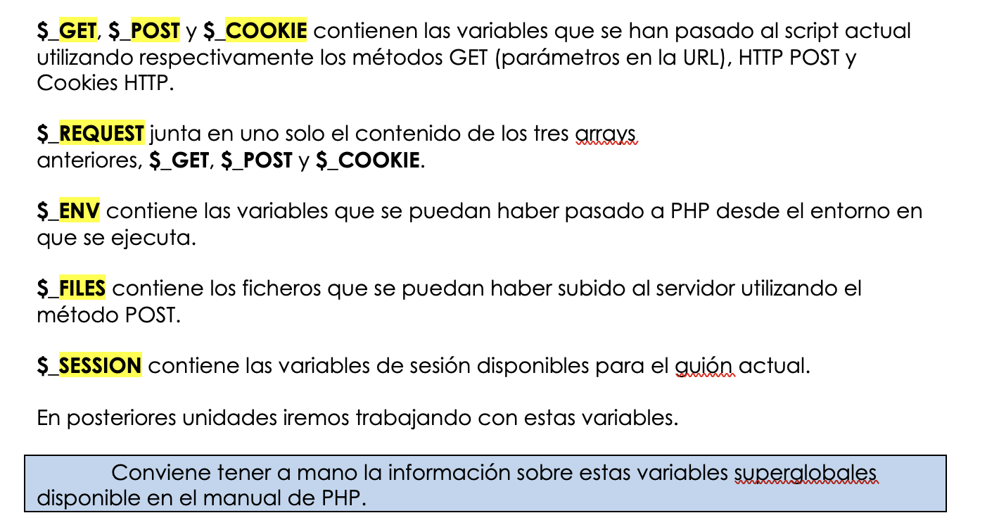 $_GET, $_POST y $_COOKIE contienen las variables que se han pasado al script actual
utilizando respectivamente los métodos GET (parámetros en la URL), HTTP POST y
Cookies HTTP.
$_REQUEST junta en uno solo el contenido de los tres arrays
anteriores, $_GET, $_POST y $_COOKIE.
$_ENV contiene las variables que se puedan haber pasado a PHP desde el entorno en
que se ejecuta.
$_FILES contiene los ficheros que se puedan haber subido al servidor utilizando el
método POST.
$_SESSION contiene las variables de sesión disponibles para el guión actual.
En posteriores unidades iremos trabajando con estas variables.
Conviene tener a mano la información sobre estas variables superglobales
disponible en el manual de PHP.